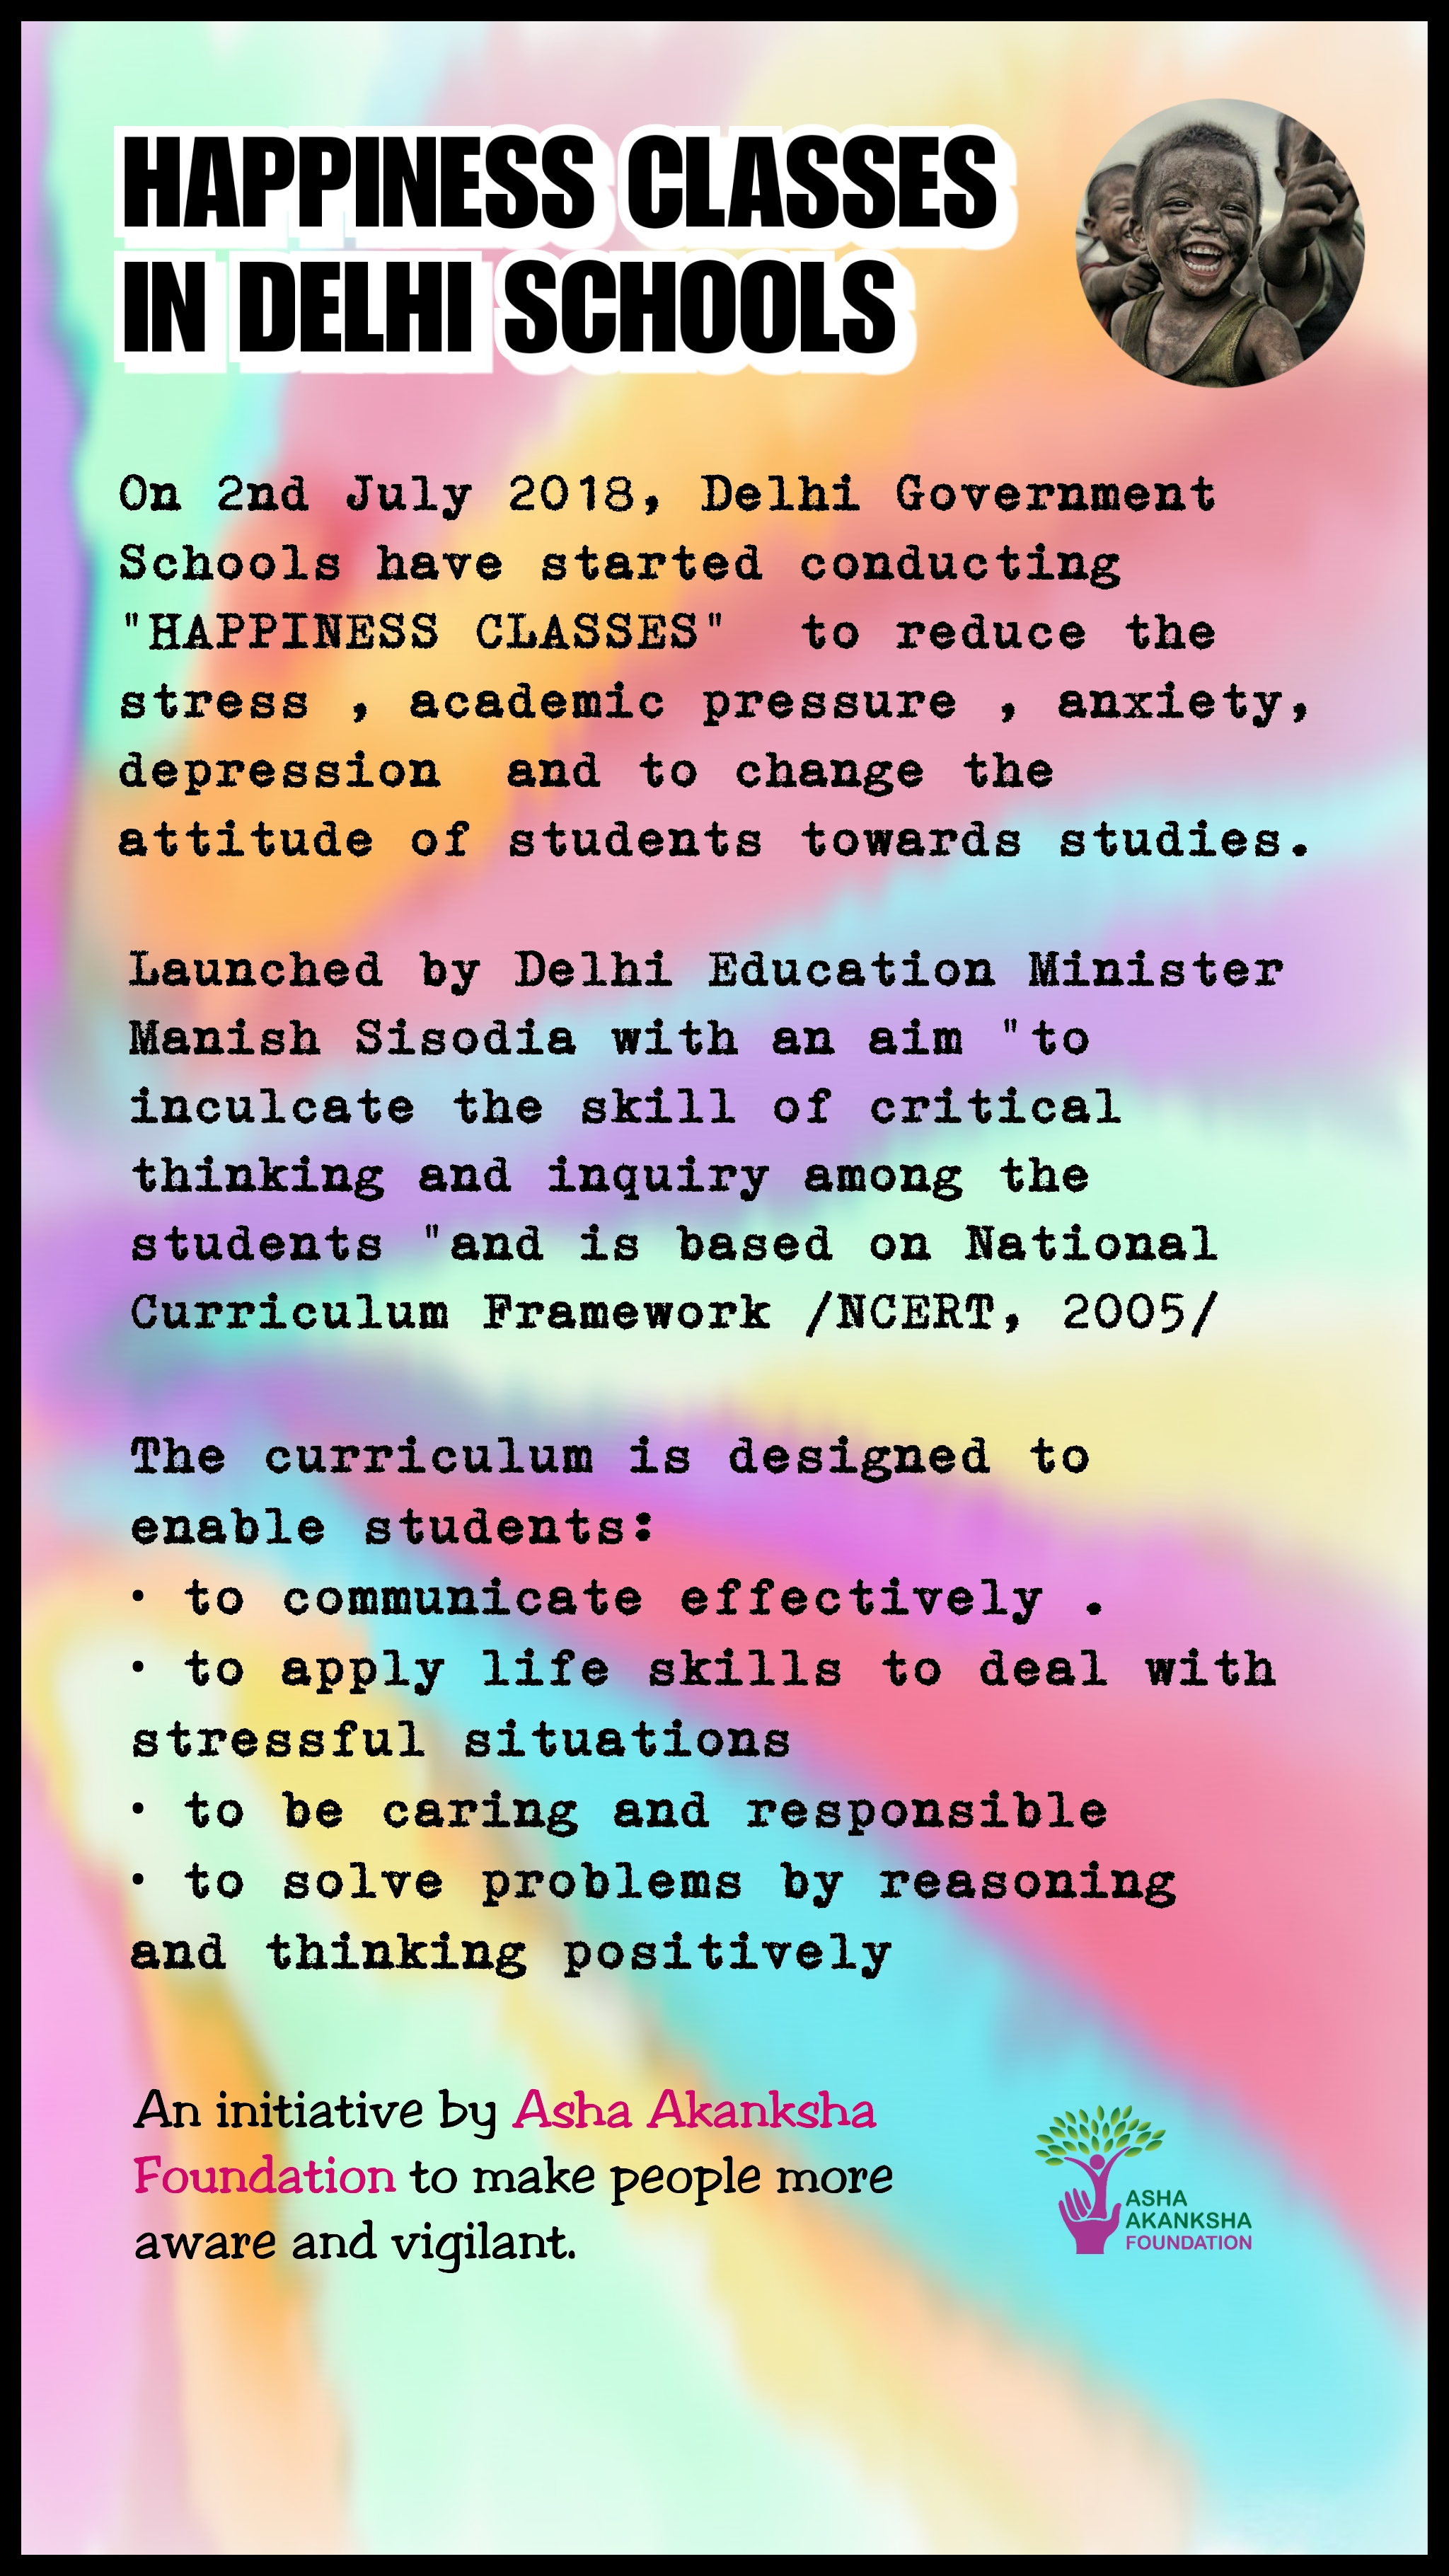 HAPPINESS CLASSES
IN DELHI SCHOOLS
On 2nd July 2018, Delhi Government
Schools have started conducting
"HAPPINESS CLASSES"  to reduce the
stress , academic pressure , anxiety,
depression  and to change the
attitude of students towards studies.
Launched by Delhi Education Minister
Manish Sisodia with an aim "to
inculcate the skill of critical
thinking and inquiry among the
students "and is based on National
Curriculum Framework /NCERT, 2005/
The curriculum is designed to
enable students:
· to communicate effectively .
· to apply life skills to deal with
stressful situations
· to be caring and responsible
· to solve problems by reasoning
and thinking positively
An initiative by Asha Akanksha
Foundation to make people more
aware and vigilant.
ASHA
AKANKSHA
FOUNDATION